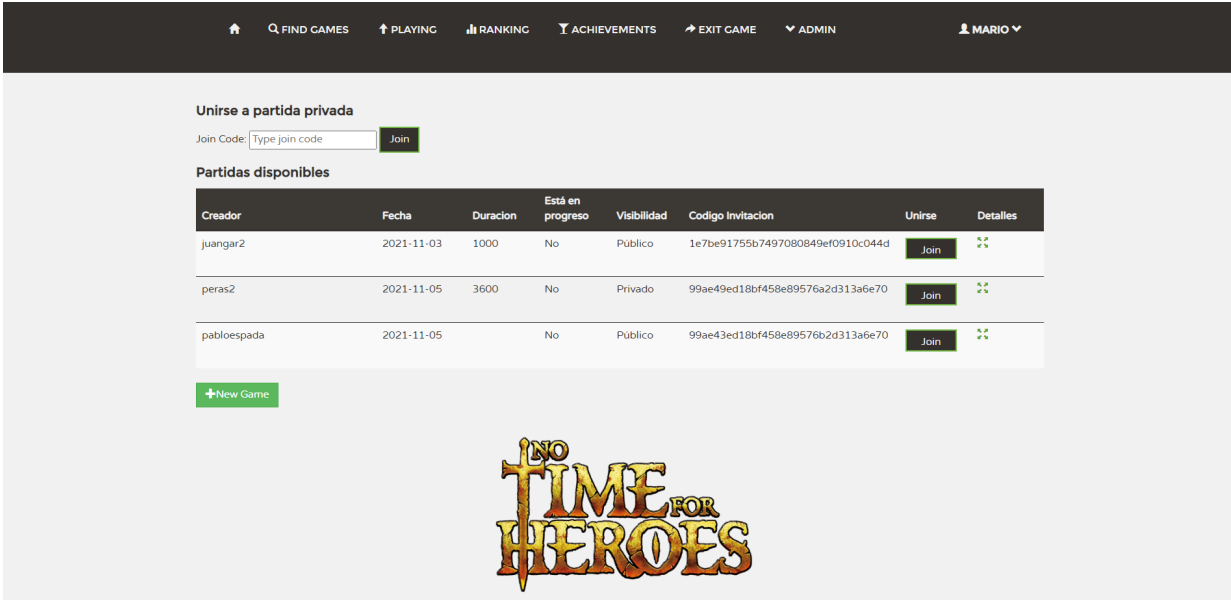 FIND GAMES PLAYING RANKING ACHIEVEMENTS EXIT GAME ADMIN MARIO
Unirse a partida privada
Join Code: Type join code Join
Partidas disponibles
Creador Fecha Duracion Está en progreso Visibilidad Codigo Invitacion Unirse Detalles
juangar2 2021-11-03 1000 No Público 1e7be91755b7497080849ef0910c044d Join
peras2 2021-11-05 3600 No Privado 99ae49ed18bf458e89576a2d313a6e70 Join
pabloespada 2021-11-05 No Público 99ae43ed18bf458e89576b2d313a6e70 Join
+New Game
NO
TIME FOR
HEROES